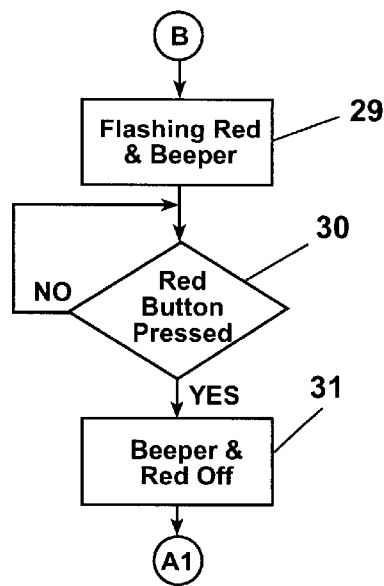 B
Flashing Red
& Beeper
29
30
Red
Button
Pressed
NO
YES
31
Beeper &
Red Off
A1